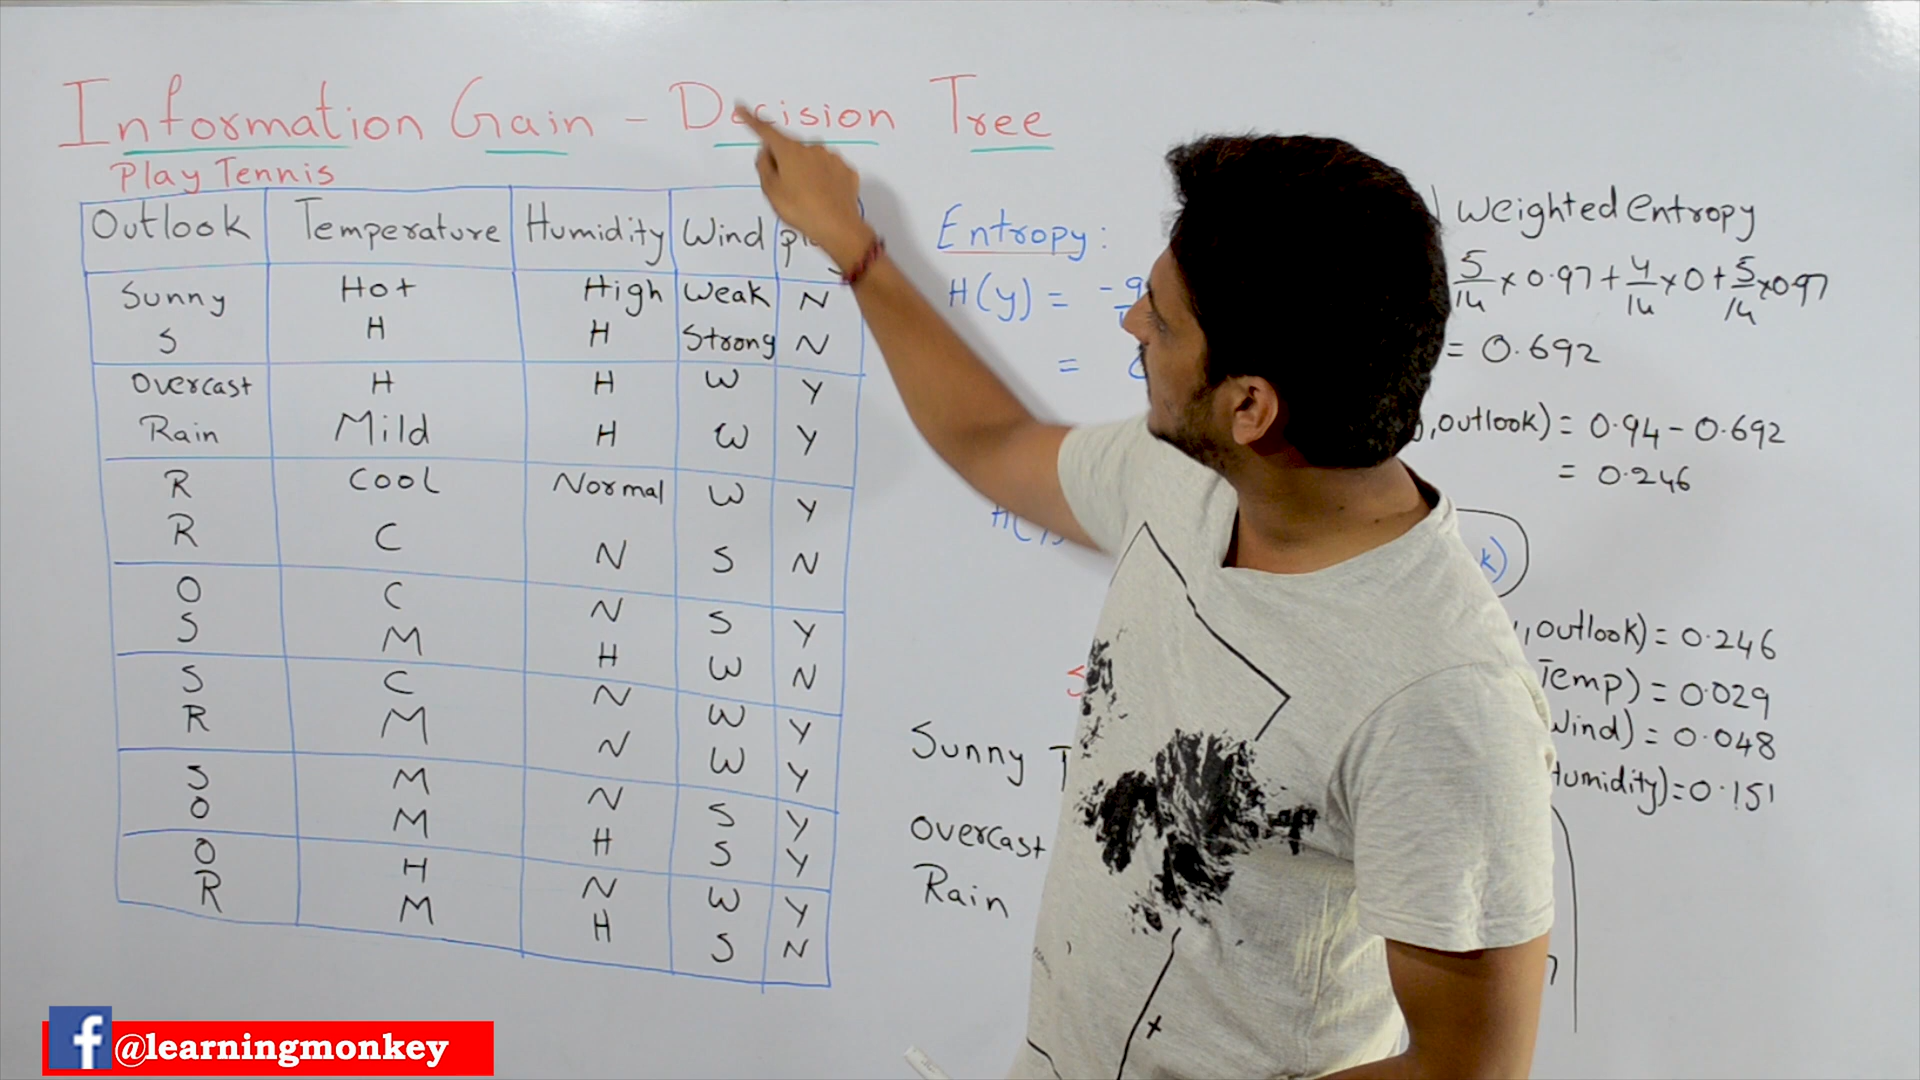 Information Gain - Decision Tree
Play Tennis
Outlook Temperature Humidity Wind
Sunny Hot High Weak N
S H H Strong N
Overcast H H W Y
Rain Mild H W Y
R Cool Normal W Y
R C N S N
O C N S Y
S M H W N
S C N W Y
R M N W Y
S M N S Y
O M H S Y
O H N W Y
R M H S N
Entropy:
H(y) = -9
=
Sunny
Overcast
Rain
Weighted Entropy
5/14 x 0.97 + 4/14 x 0 + 5/14 x 0.97
= 0.692
,outlook) = 0.94 - 0.692
= 0.246
k)
,outlook) = 0.246
Temp) = 0.029
Wind) = 0.048
Humidity) = 0.151
f @learningmonkey